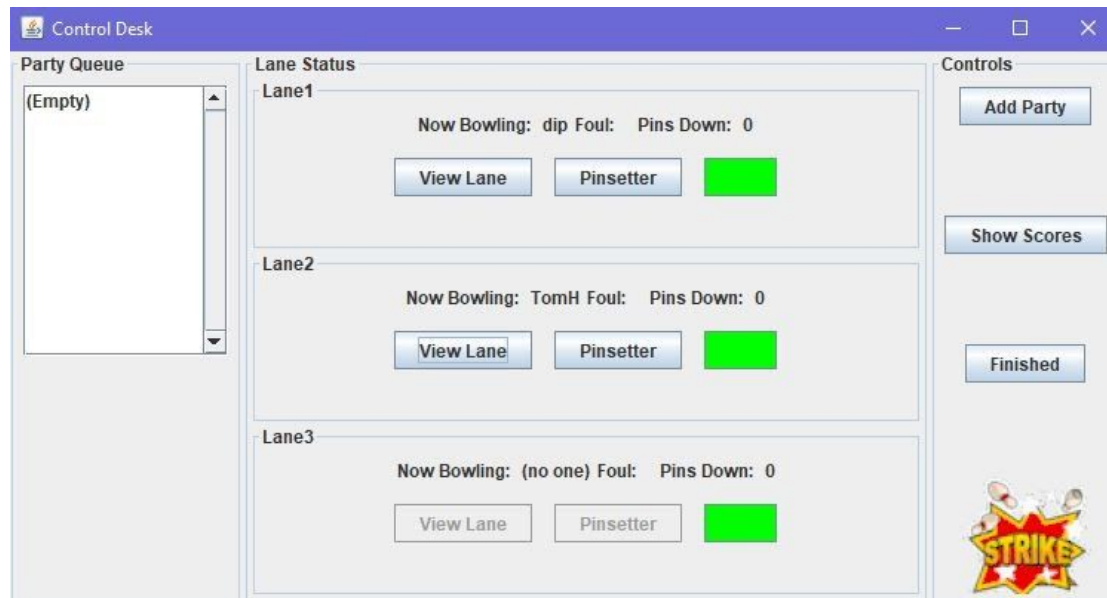 Control Desk
Party Queue
(Empty)
Lane Status
Lane1
Now Bowling: dip Foul: Pins Down: 0
View Lane Pinsetter
Lane2
Now Bowling: TomH Foul: Pins Down: 0
View Lane Pinsetter
Lane3
Now Bowling: (no one) Foul: Pins Down: 0
View Lane Pinsetter
Controls
Add Party
Show Scores
Finished
STRIKE